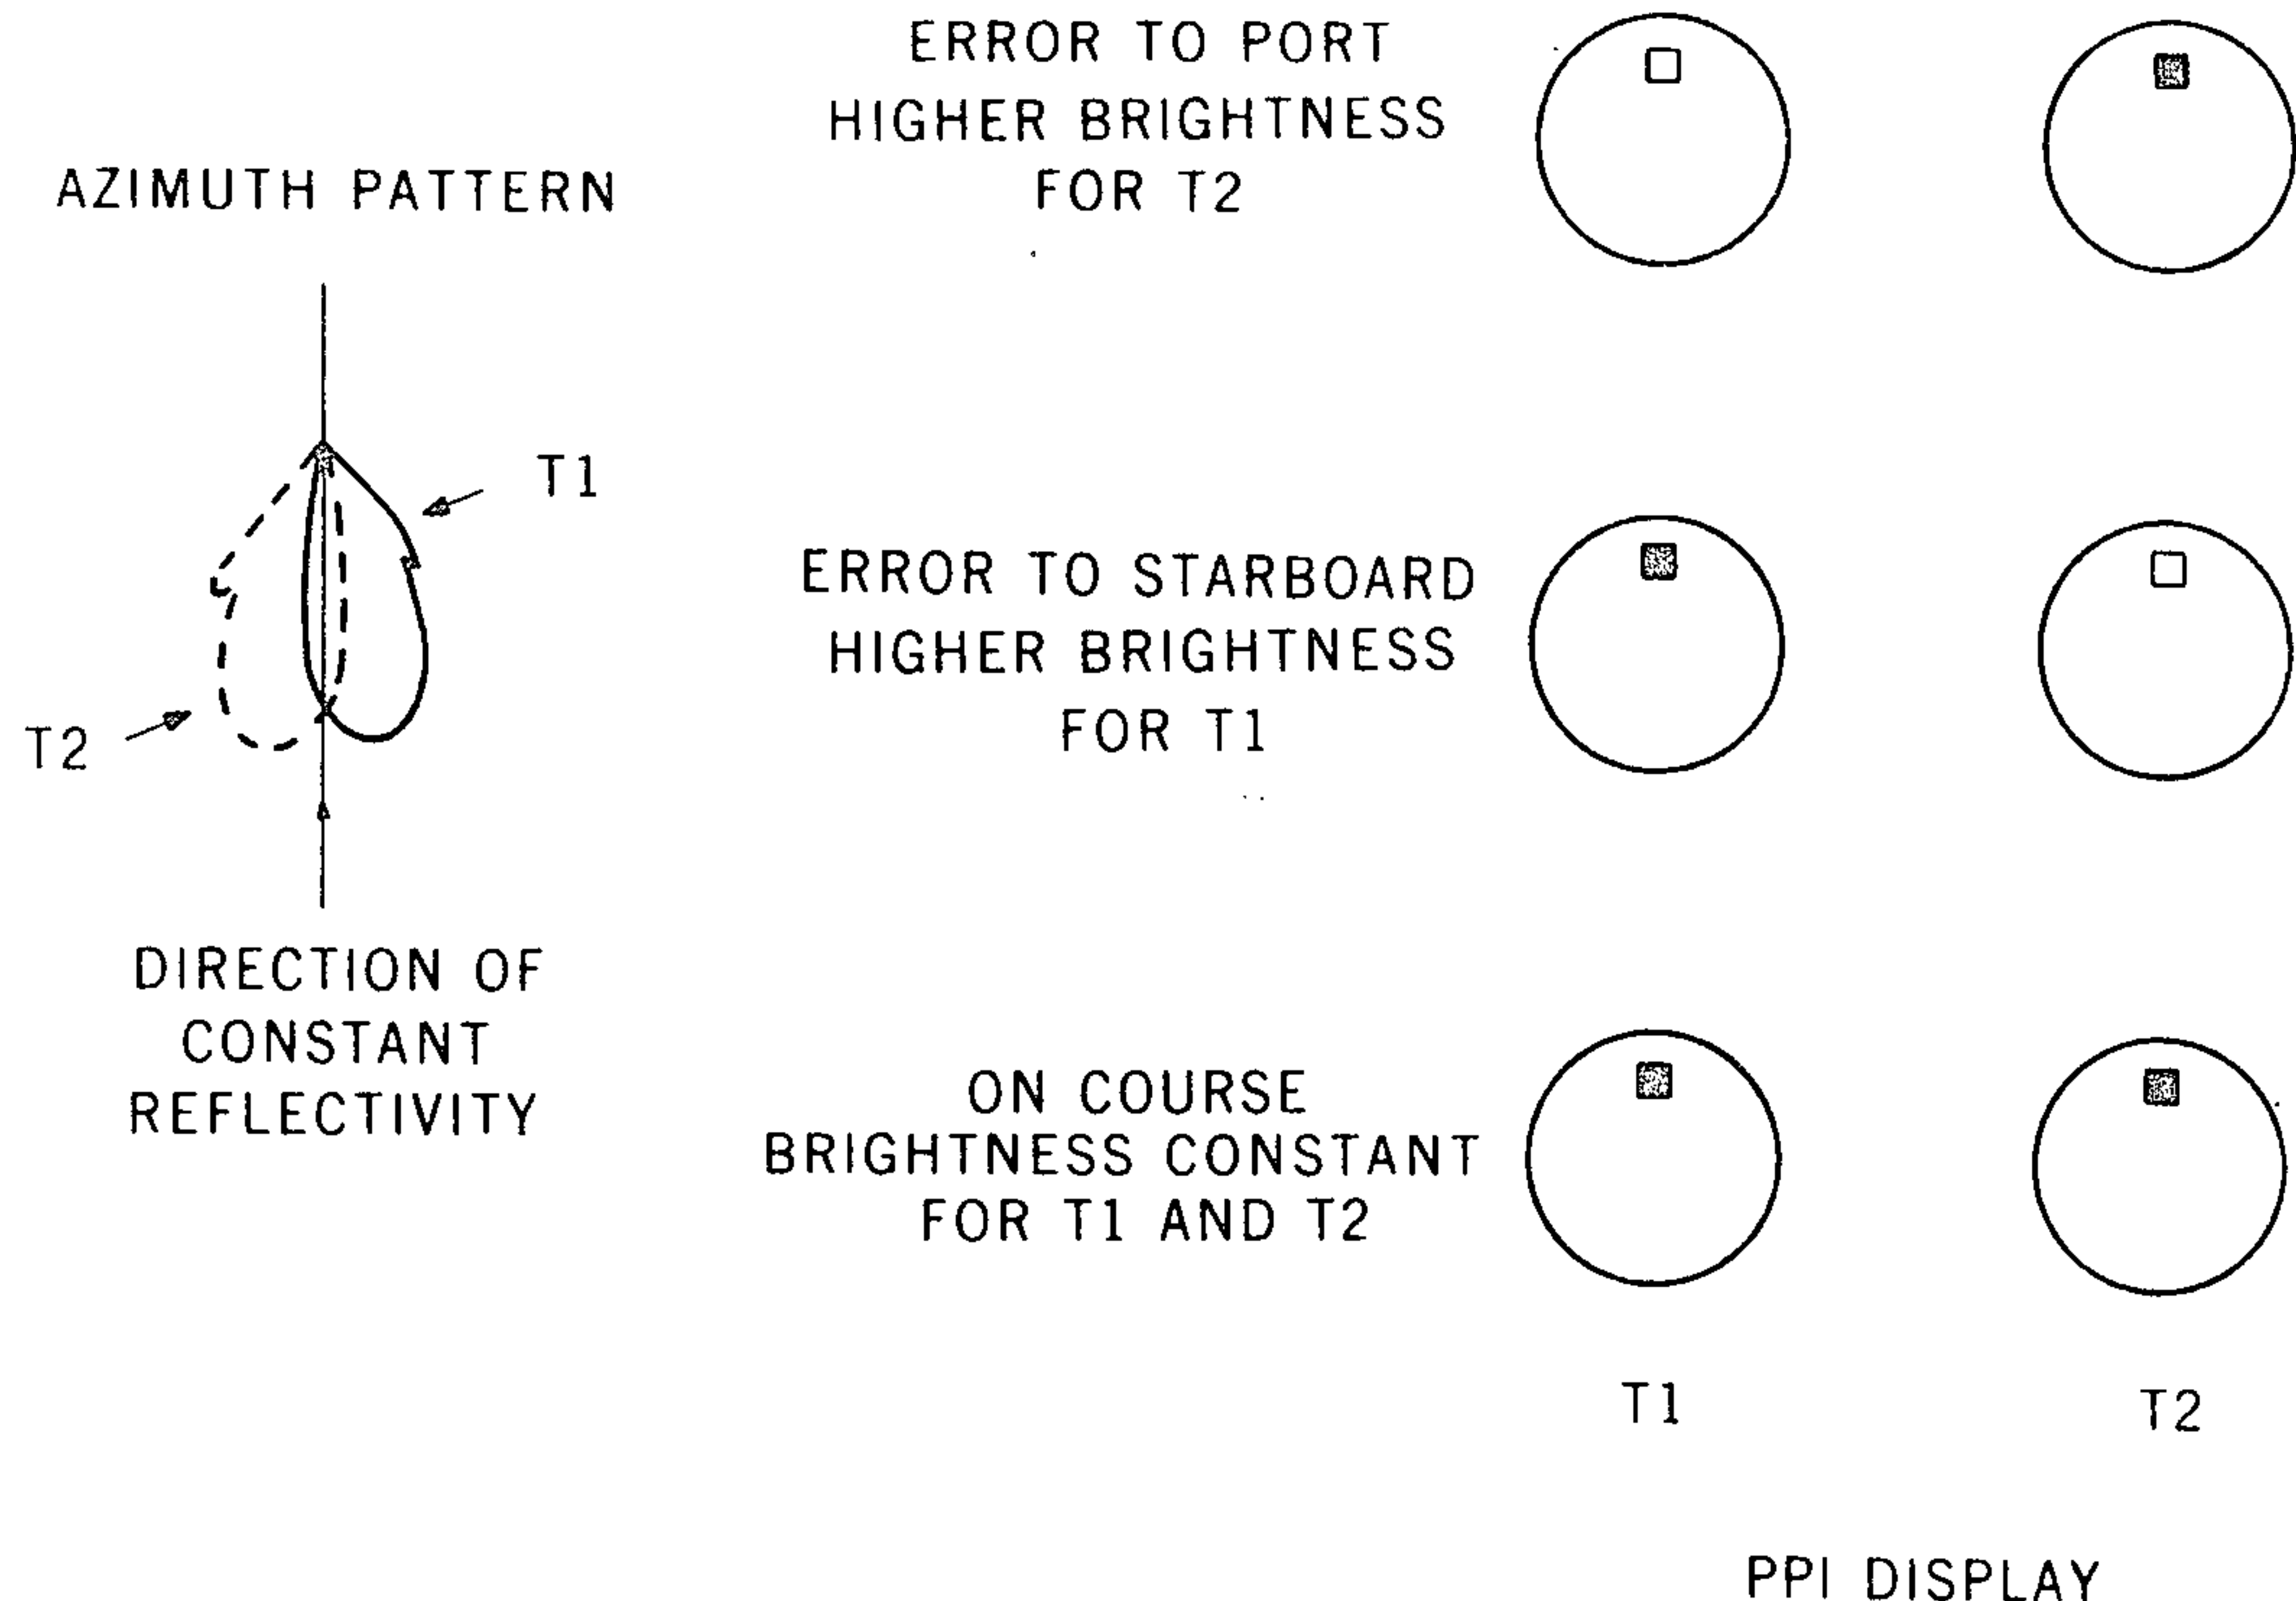 AZIMUTH PATTERN
T1
T2
DIRECTION OF
CONSTANT
REFLECTIVITY
ERROR TO PORT
HIGHER BRIGHTNESS
FOR T2
ERROR TO STARBOARD
HIGHER BRIGHTNESS
FOR T1
ON COURSE
BRIGHTNESS CONSTANT
FOR T1 AND T2
T1
T2
PPI DISPLAY